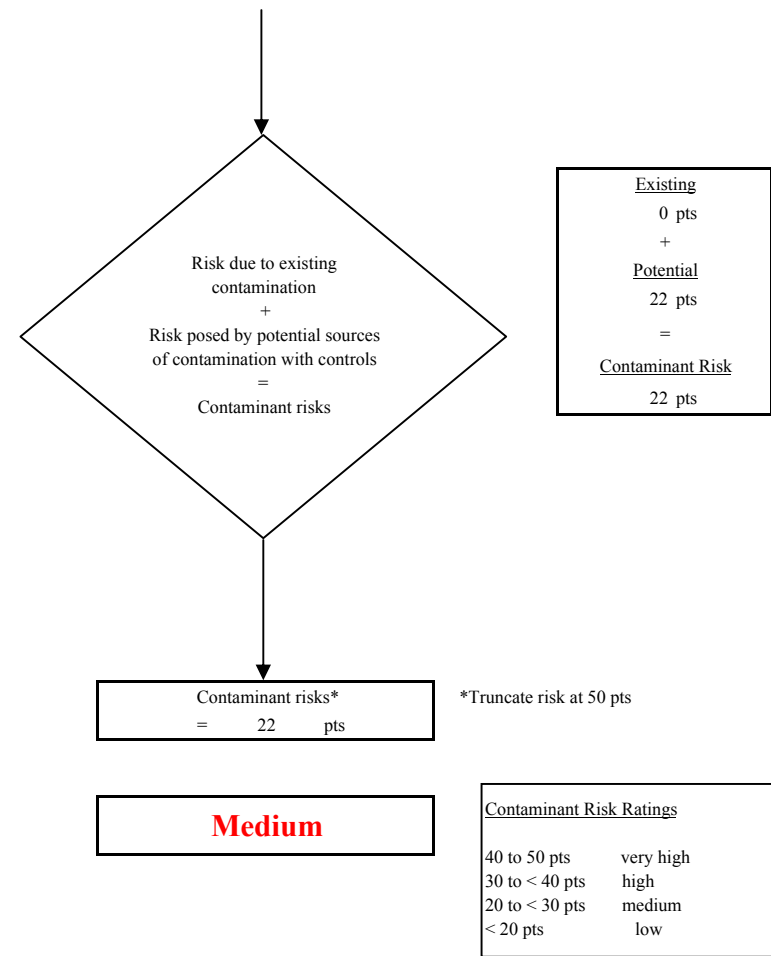 Risk due to existing
contamination
+
Risk posed by potential sources
of contamination with controls
=
Contaminant risks
Existing
0 pts
+
Potential
22 pts
=
Contaminant Risk
22 pts
Contaminant risks*
= 22 pts
*Truncate risk at 50 pts
Medium
Contaminant Risk Ratings
40 to 50 pts very high
30 to < 40 pts high
20 to < 30 pts medium
< 20 pts low